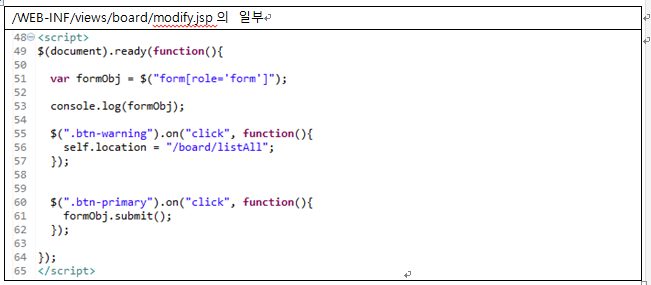 /WEB-INF/views/board/modify.jsp 의 일부
48 <script>
49 $(document).ready(function(){
50
51 var formObj = $("form[role='form']");
52
53 console.log(formObj);
54
55 $(".btn-warning").on("click", function(){
56 self.location = "/board/listAll";
57 });
58
59
60 $(".btn-primary").on("click", function(){
61 formObj.submit();
62 });
63
64 });
65 </script>